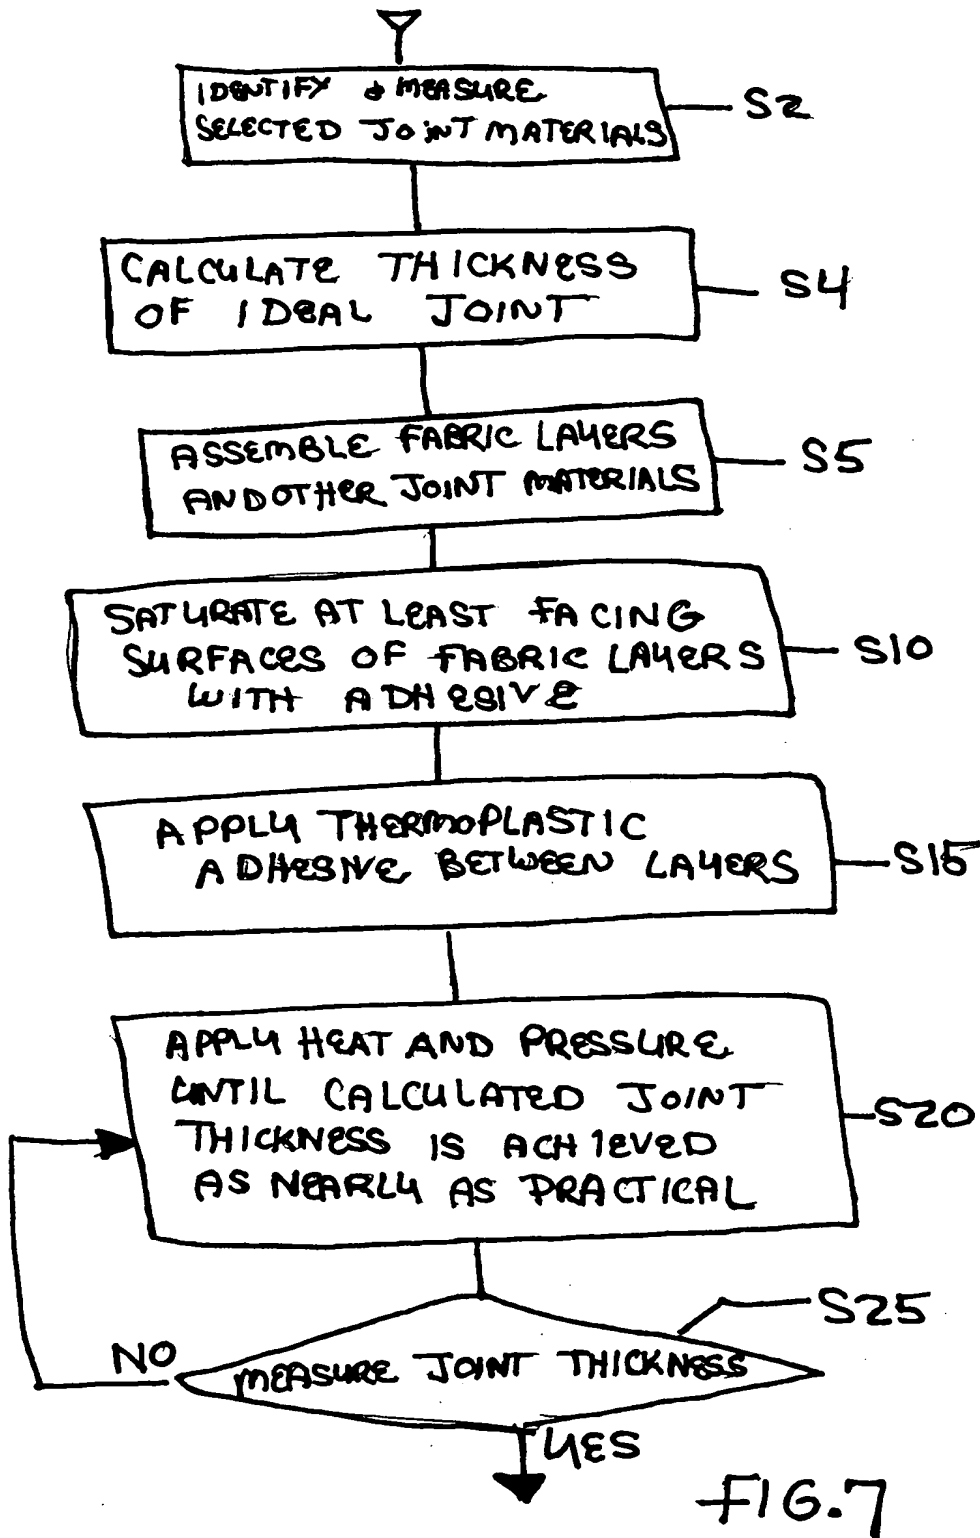 IDENTIFY & MEASURE
SELECTED JOINT MATERIALS
S2
CALCULATE THICKNESS
OF IDEAL JOINT
S4
ASSEMBLE FABRIC LAYERS
AND OTHER JOINT MATERIALS
S5
SATURATE AT LEAST FACING
SURFACES OF FABRIC LAYERS
WITH ADHESIVE
S10
APPLY THERMOPLASTIC
ADHESIVE BETWEEN LAYERS
S15
APPLY HEAT AND PRESSURE
UNTIL CALCULATED JOINT
THICKNESS IS ACHIEVED
AS NEARLY AS PRACTICAL
S20
S25
NO
MEASURE JOINT THICKNESS
YES
FIG.7